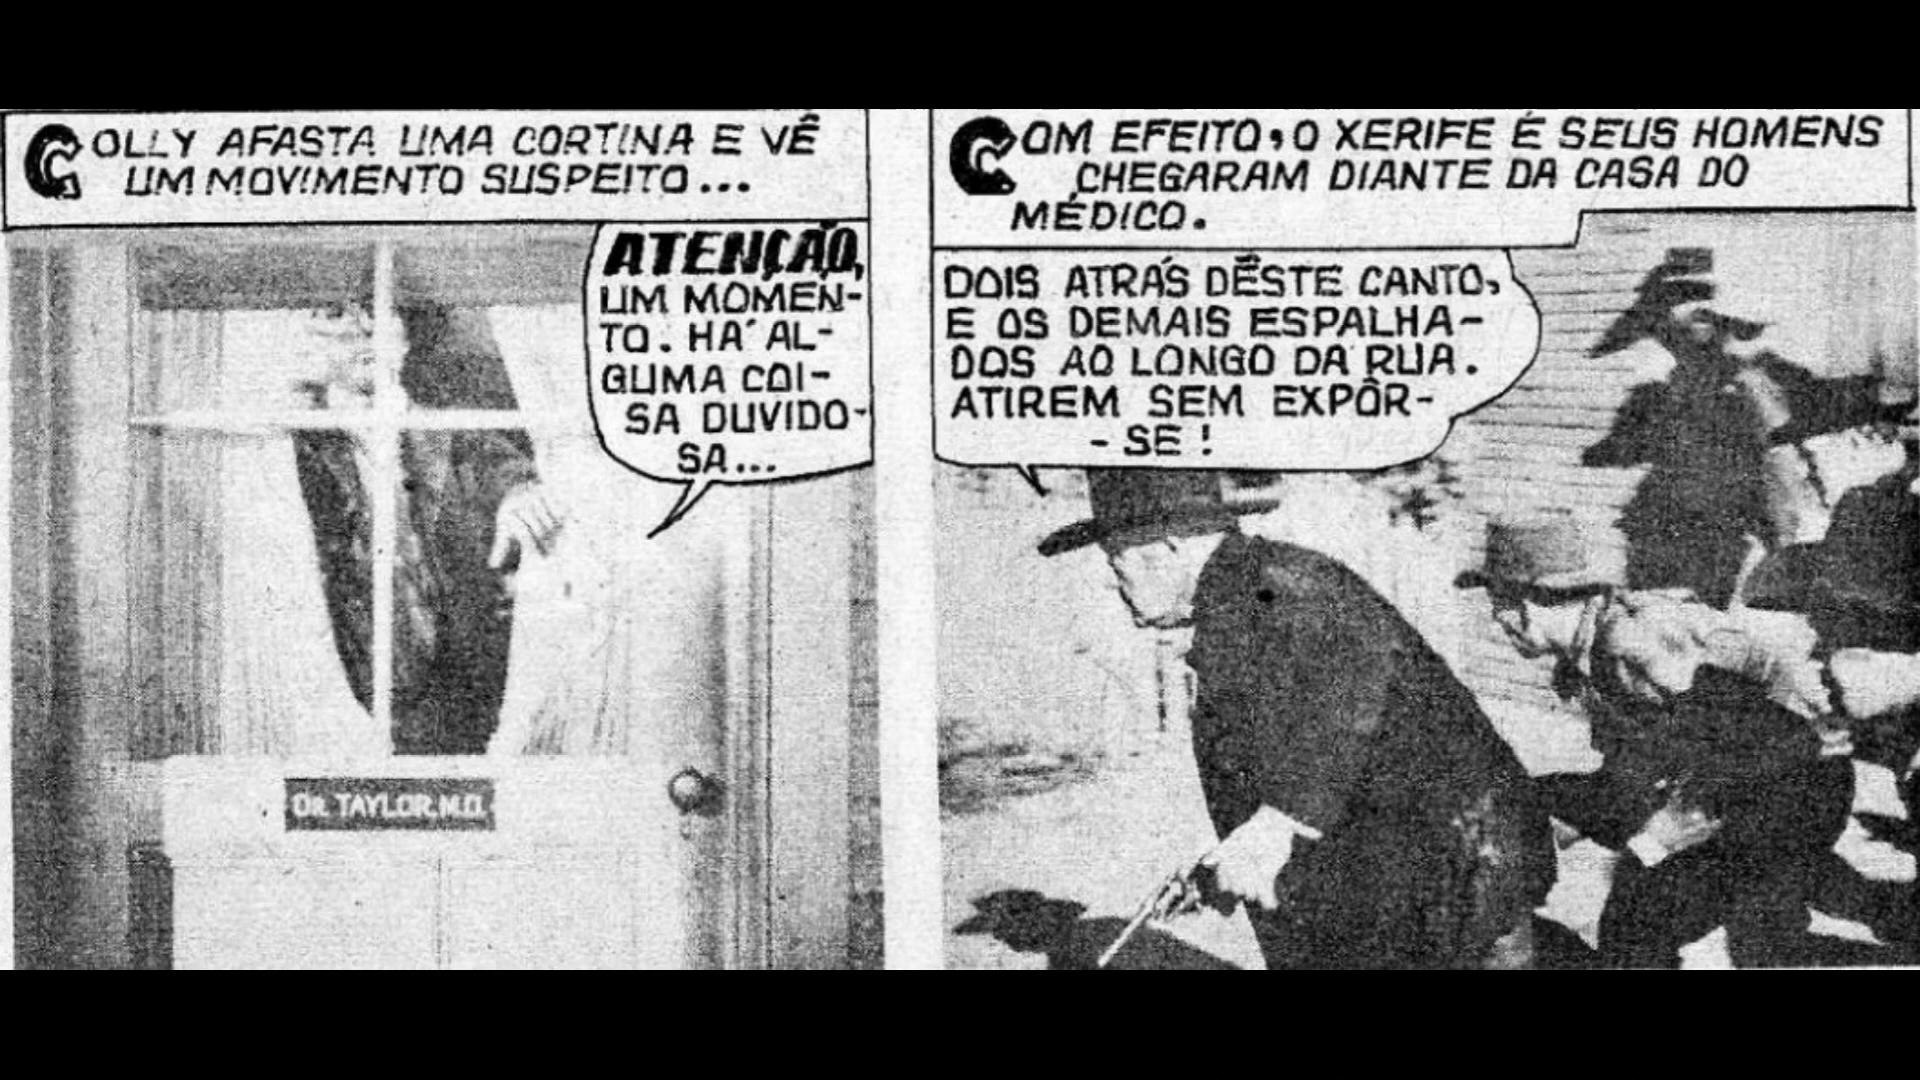 COLLY AFASTA UMA CORTINA E VÊ
UM MOVIMENTO SUSPEITO...
ATENÇÃO,
UM MOMEN-
TO. HÁ AL-
GUMA COI-
SA DUVIDO-
SA...
DR. TAYLOR, M.D.
COM EFEITO, O XERIFE É SEUS HOMENS
CHEGARAM DIANTE DA CASA DO
MÉDICO.
DOIS ATRÁS DÊSTE CANTO,
E OS DEMAIS ESPALHA-
DOS AO LONGO DA RUA.
ATIREM SEM EXPÔR-
-SE!